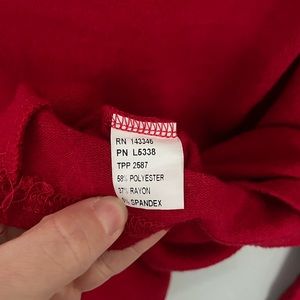 RN 143346
PN L5338
TPP 2587
58% POLYESTER
37% RAYON
SPANDEX